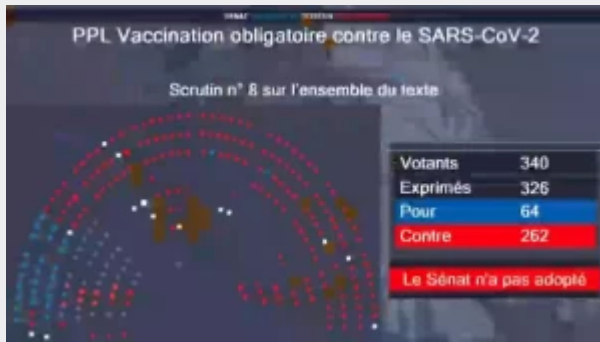 PPL Vaccination obligatoire contre le SARS-CoV-2
Scrutin n° 8 sur l'ensemble du texte
Votants 340
Exprimés 326
Pour 64
Contre 262
Le Sénat n'a pas adopté